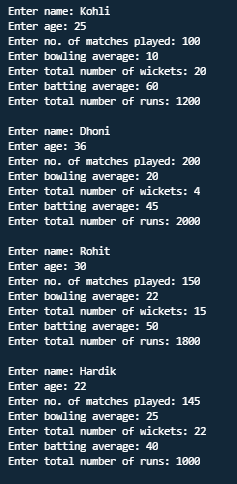 Enter name: Kohli
Enter age: 25
Enter no. of matches played: 100
Enter bowling average: 10
Enter total number of wickets: 20
Enter batting average: 60
Enter total number of runs: 1200

Enter name: Dhoni
Enter age: 36
Enter no. of matches played: 200
Enter bowling average: 20
Enter total number of wickets: 4
Enter batting average: 45
Enter total number of runs: 2000

Enter name: Rohit
Enter age: 30
Enter no. of matches played: 150
Enter bowling average: 22
Enter total number of wickets: 15
Enter batting average: 50
Enter total number of runs: 1800

Enter name: Hardik
Enter age: 22
Enter no. of matches played: 145
Enter bowling average: 25
Enter total number of wickets: 22
Enter batting average: 40
Enter total number of runs: 1000